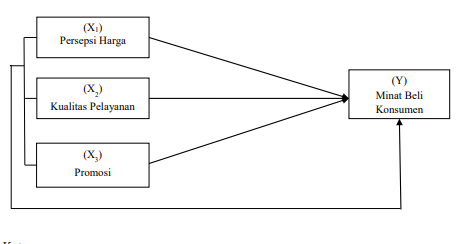 (X₁)
Persepsi Harga
(X₂)
Kualitas Pelayanan
(X₃)
Promosi
(Y)
Minat Beli
Konsumen